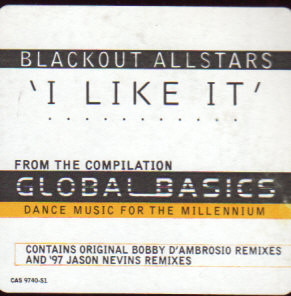 BLACKOUT ALLSTARS
'I LIKE IT'
FROM THE COMPILATION
GLOBAL BASICS
DANCE MUSIC FOR THE MILLENNIUM
CONTAINS ORIGINAL BOBBY D'AMBROSIO REMIXES
AND '97 JASON NEVINS REMIXES
CAS 9740-S1